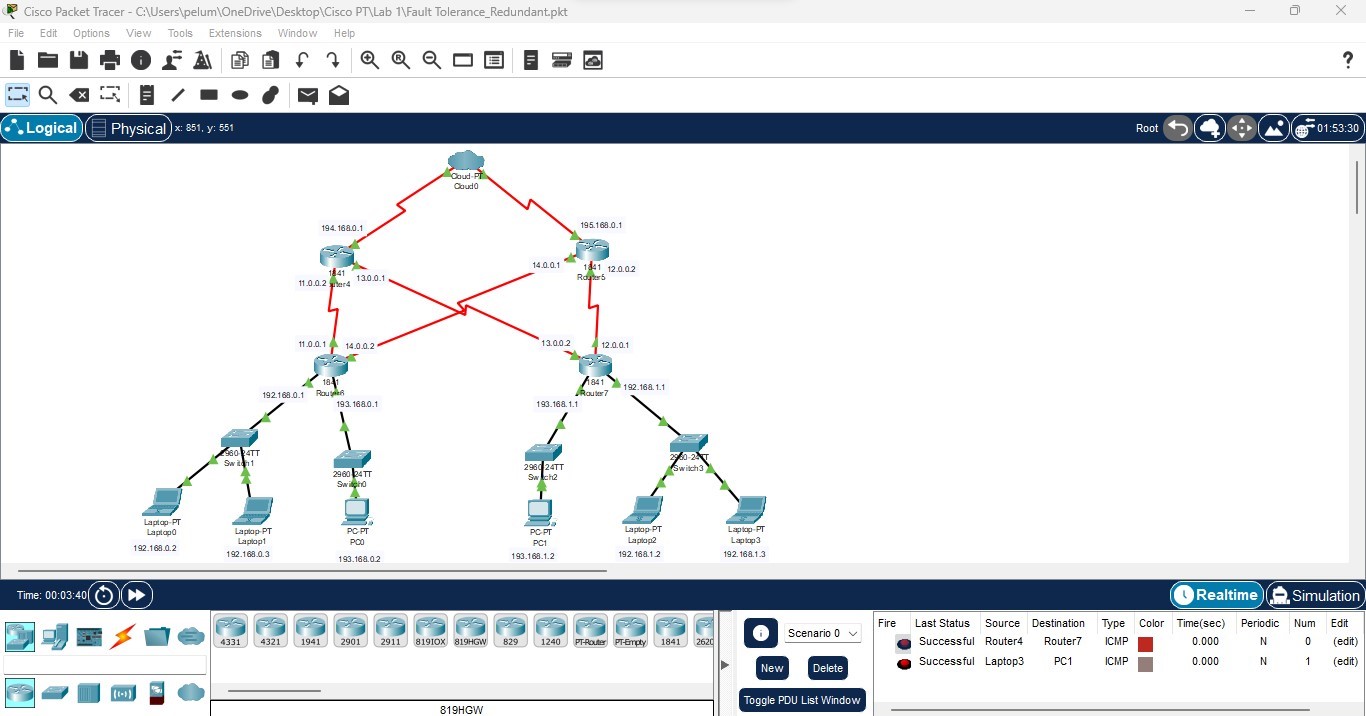 Cisco Packet Tracer - C:\Users\pelum\OneDrive\Desktop\Cisco PT\Lab 1\Fault Tolerance_Redundant.pkt
File Edit Options View Tools Extensions Window Help
?
Logical Physical x: 851, y: 551 Root 01:53:30
Cloud-PT
Cloud0
194.168.0.1 195.168.0.1
14.0.0.1 1841 12.0.0.2
Router5
1841 13.0.0.1
11.0.0.2 uter4
11.0.0.1 14.0.0.2 13.0.0.2 12.0.0.1
1841 1841
Router6 Router7
192.168.0.1 193.168.0.1 193.168.1.1 192.168.1.1
2960-24TT
Switch1
2960-24TT
Switch0
2960-24TT
Switch2
2960-24TT
Switch3
Laptop-PT
Laptop0
192.168.0.2
Laptop-PT
Laptop1
192.168.0.3
PC-PT
PC0
193.168.0.2
PC-PT
PC1
193.168.1.2
Laptop-PT
Laptop2
192.168.1.2
Laptop-PT
Laptop3
192.168.1.3
Time: 00:03:40 Realtime Simulation
4331 4321 1941 2901 2911 819IOX 819HGW 829 1240 PT-Router PT-Empty 1841 2620
819HGW
Scenario 0
New Delete
Toggle PDU List Window
Fire Last Status Source Destination Type Color Time(sec) Periodic Num Edit
Successful Router4 Router7 ICMP 0.000 N 0 (edit)
Successful Laptop3 PC1 ICMP 0.000 N 1 (edit)